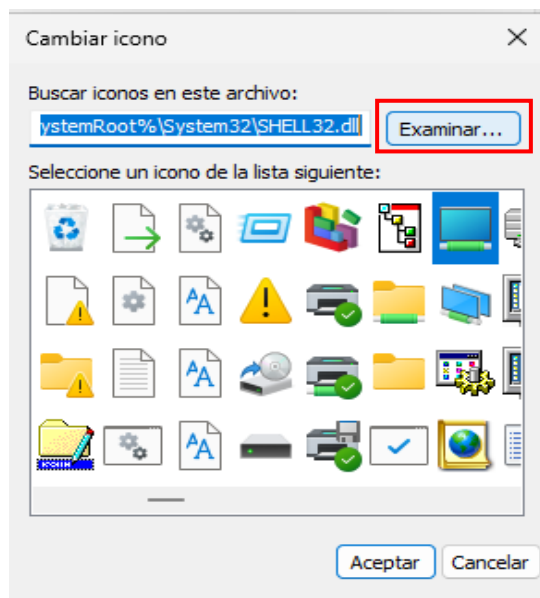 Cambiar icono
Buscar iconos en este archivo:
ystemRoot%\System32\SHELL32.dll
Examinar...
Seleccione un icono de la lista siguiente:
Aceptar
Cancelar